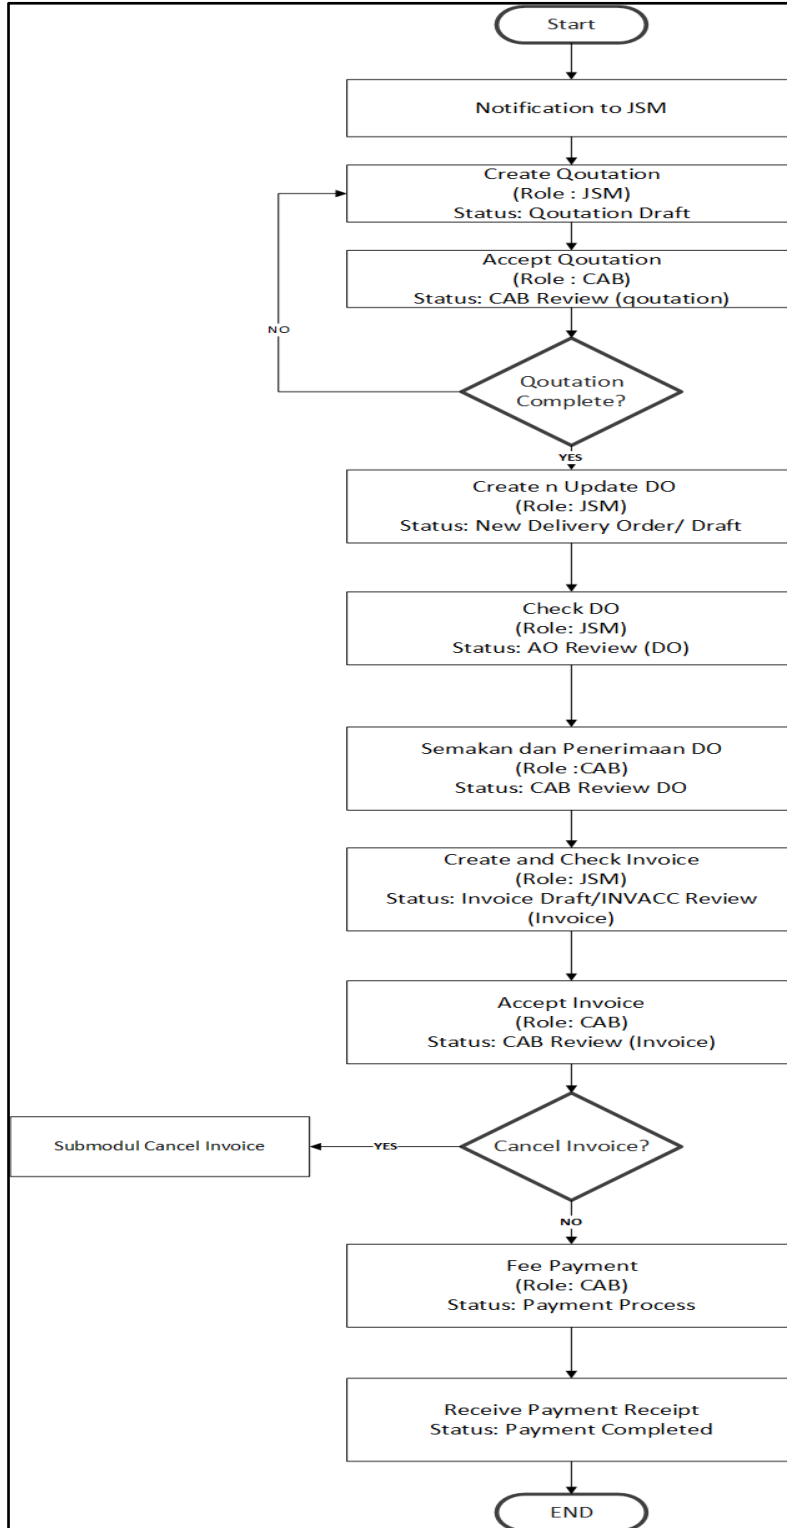 Start
Notification to JSM
Create Qoutation
(Role : JSM)
Status: Qoutation Draft
Accept Qoutation
(Role : CAB)
Status: CAB Review (qoutation)
NO
Qoutation
Complete?
YES
Create n Update DO
(Role: JSM)
Status: New Delivery Order/ Draft
Check DO
(Role: JSM)
Status: AO Review (DO)
Semakan dan Penerimaan DO
(Role :CAB)
Status: CAB Review DO
Create and Check Invoice
(Role: JSM)
Status: Invoice Draft/INVACC Review
(Invoice)
Accept Invoice
(Role: CAB)
Status: CAB Review (Invoice)
Submodul Cancel Invoice
YES
Cancel Invoice?
NO
Fee Payment
(Role: CAB)
Status: Payment Process
Receive Payment Receipt
Status: Payment Completed
END